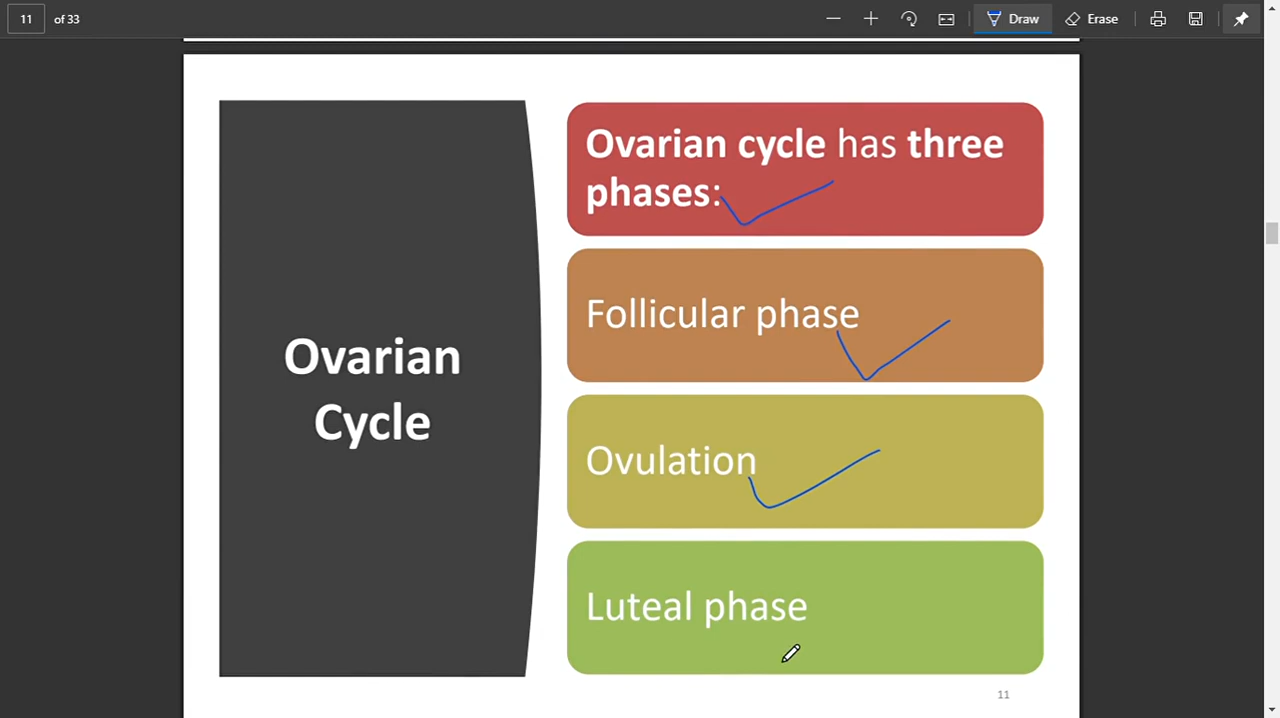 11 of 33
Draw
Erase
Ovarian
Cycle
Ovarian cycle has three
phases:
Follicular phase
Ovulation
Luteal phase
11